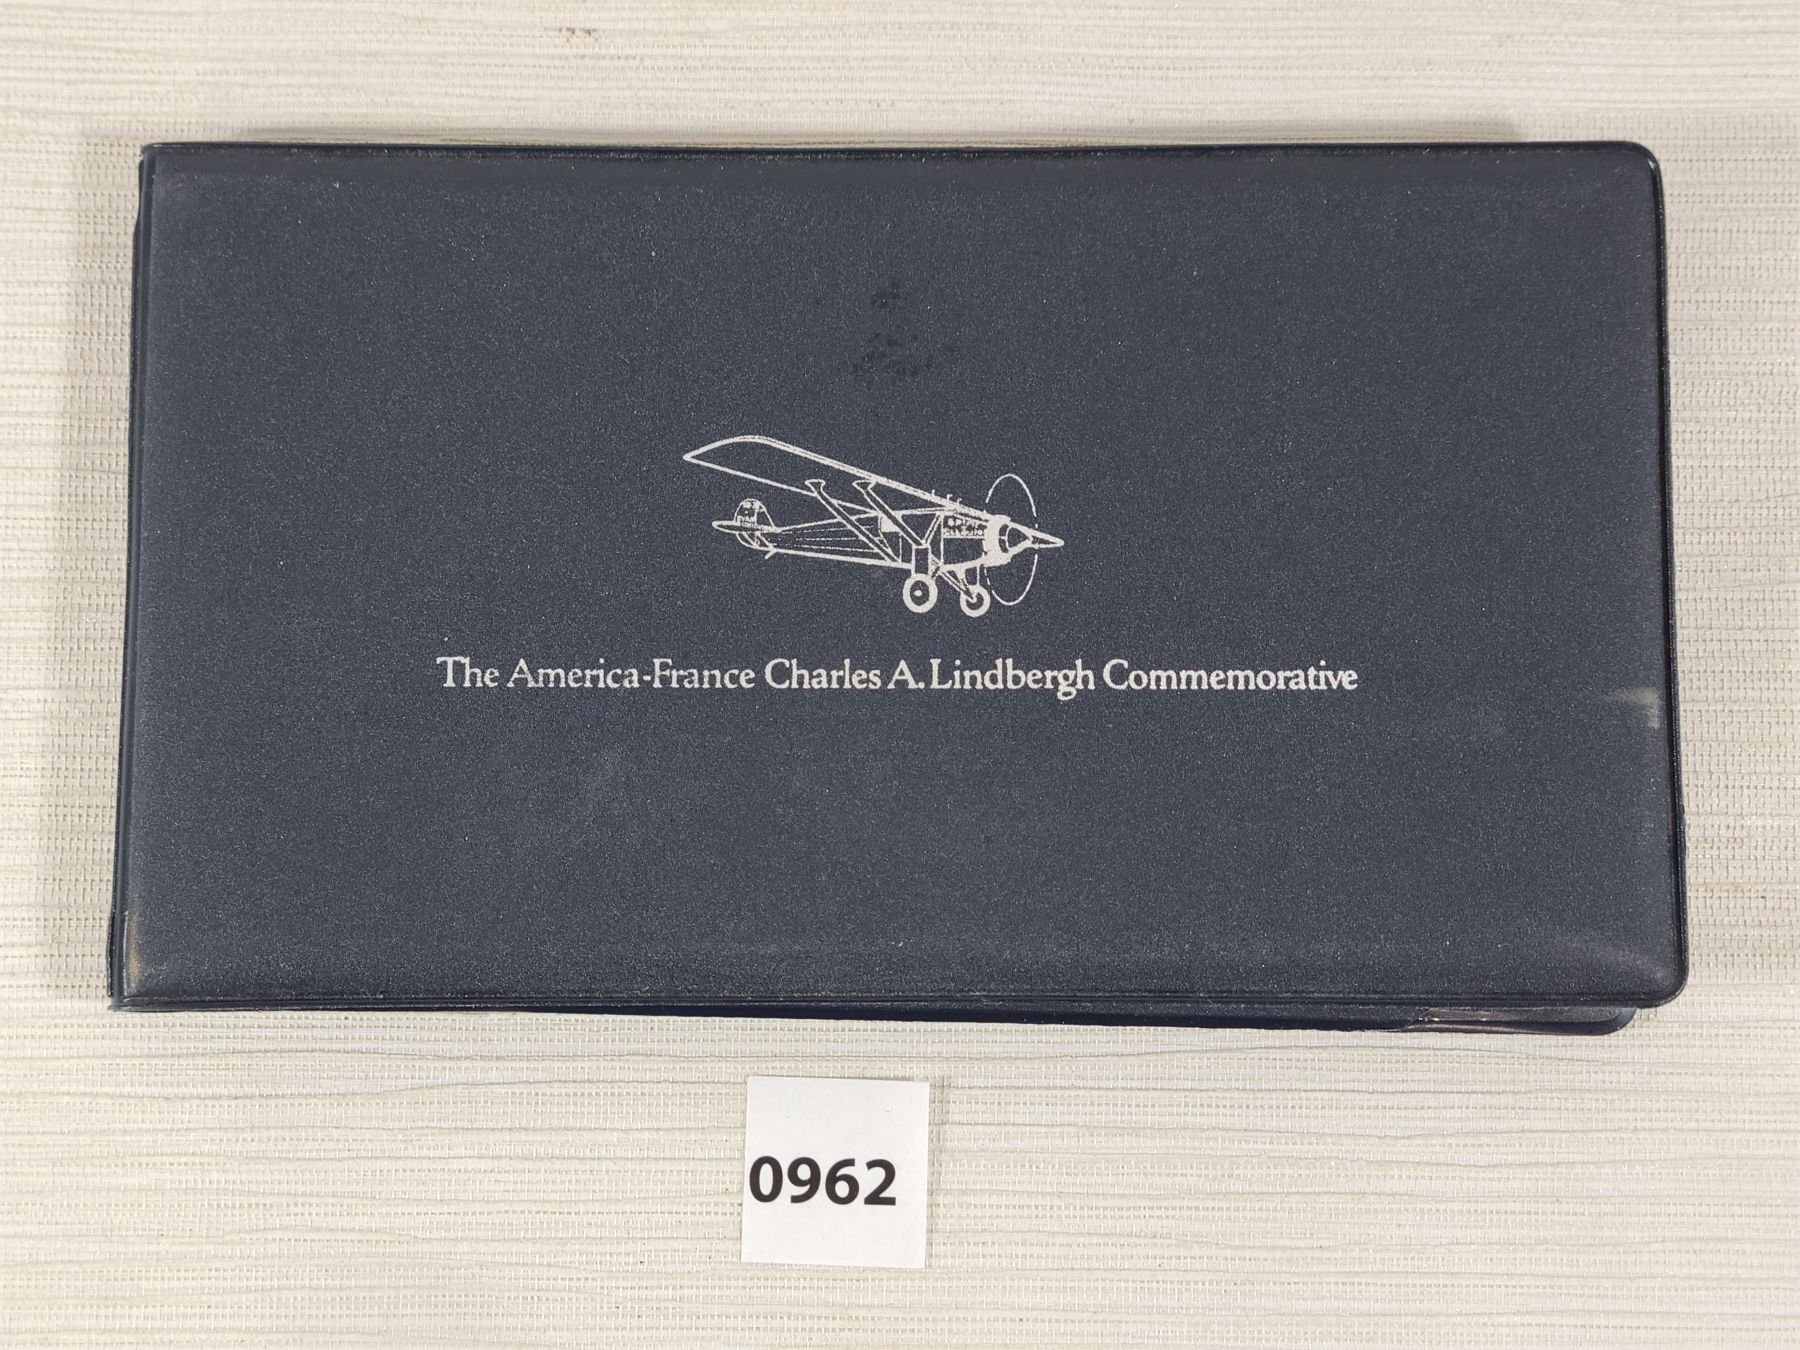 The America-France Charles A. Lindbergh Commemorative
0962